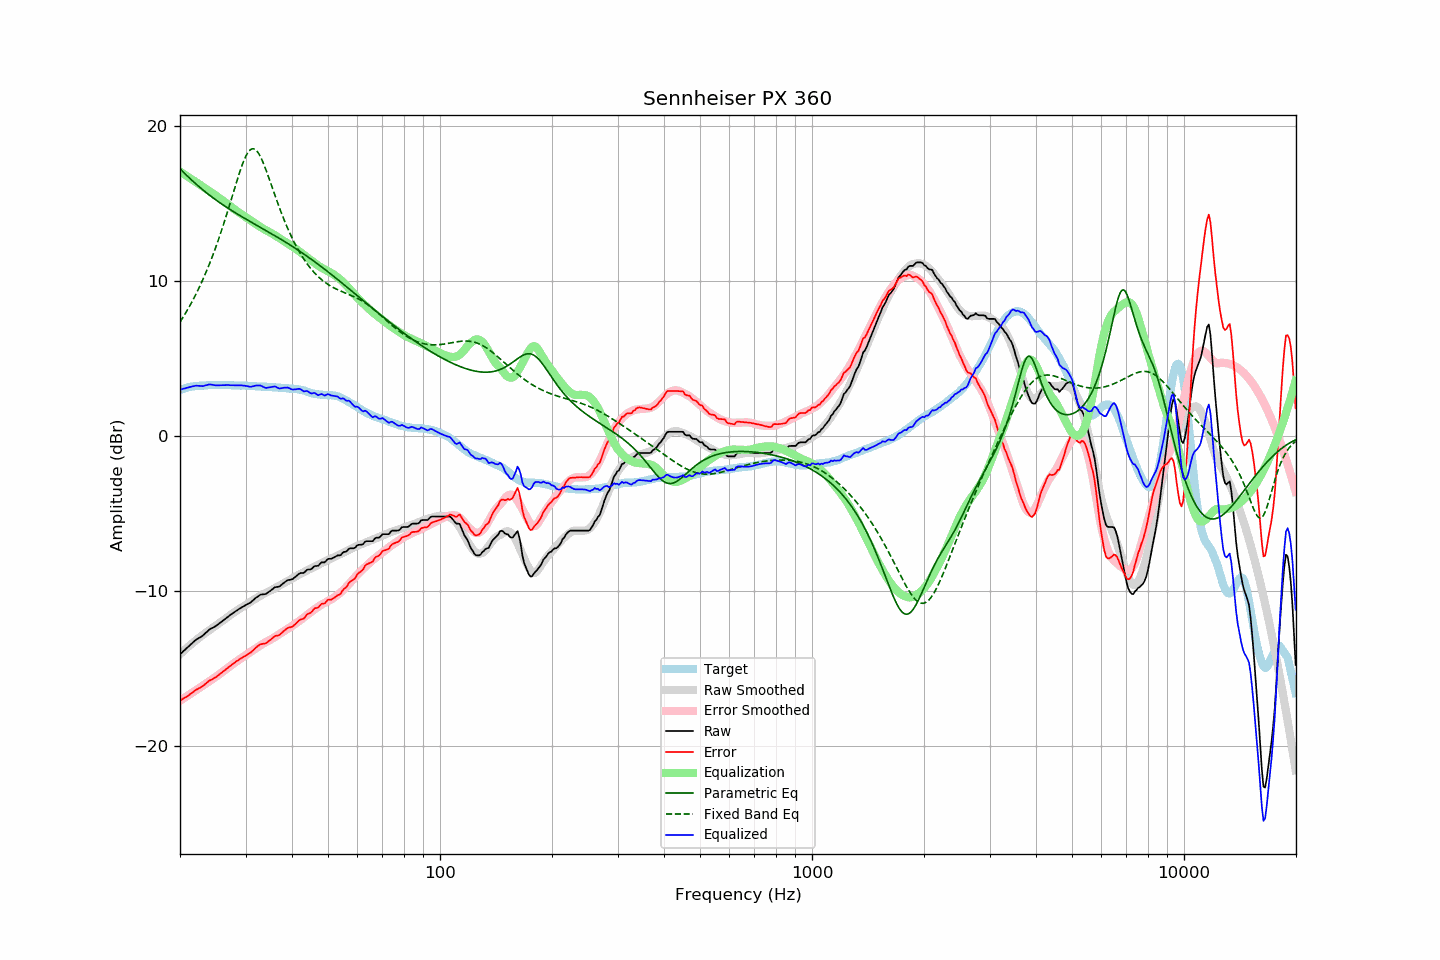 Sennheiser PX 360
20
10
0
−10
−20
Amplitude (dBr)
100
1000
10000
Frequency (Hz)
Target
Raw Smoothed
Error Smoothed
Raw
Error
Equalization
Parametric Eq
Fixed Band Eq
Equalized